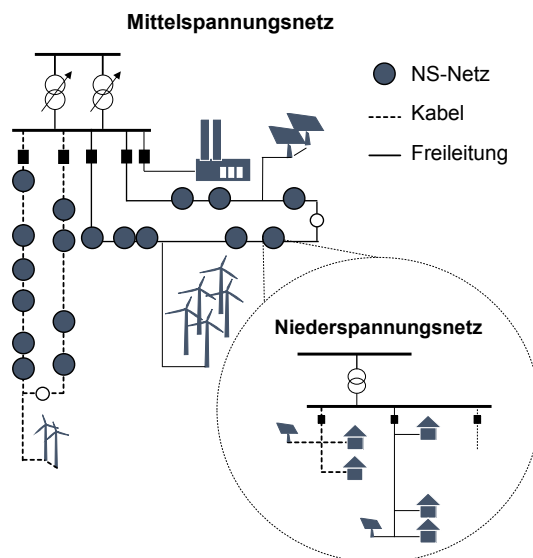 Mittelspannungsnetz
NS-Netz
Kabel
Freileitung
Niederspannungsnetz